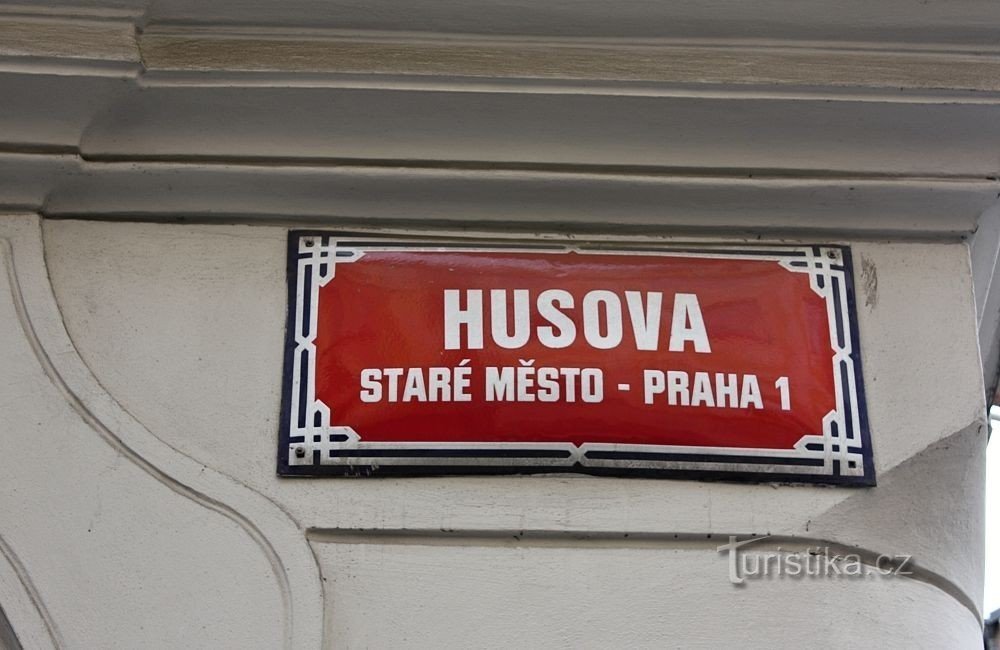 HUSOVA
STARÉ MĚSTO - PRAHA 1
Turistika.cz